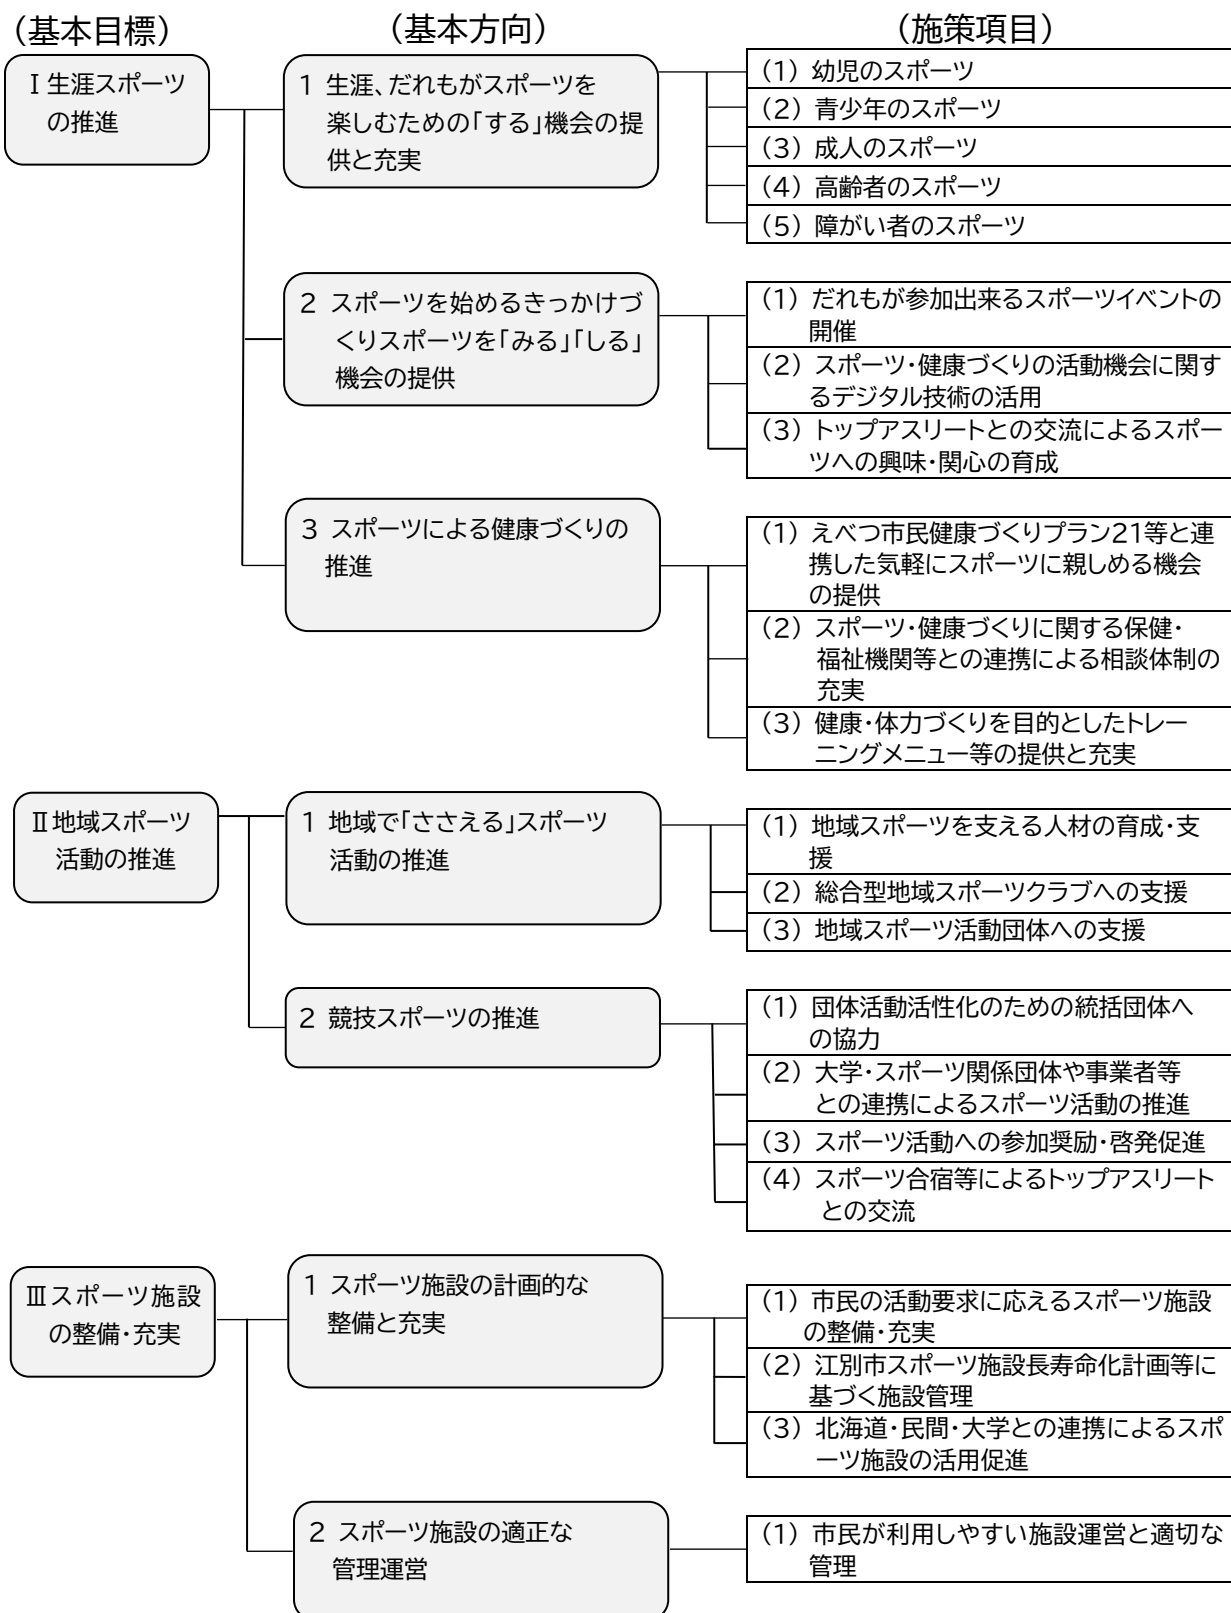 （基本目標）
（基本方向）
（施策項目）
Ⅰ生涯スポーツ
の推進
1 生涯、だれもがスポーツを
楽しむための「する」機会の提
供と充実
（1）幼児のスポーツ
（2）青少年のスポーツ
（3）成人のスポーツ
（4）高齢者のスポーツ
（5）障がい者のスポーツ
2 スポーツを始めるきっかけづ
くりスポーツを「みる」「しる」
機会の提供
（1）だれもが参加出来るスポーツイベントの
開催
（2）スポーツ・健康づくりの活動機会に関す
るデジタル技術の活用
（3）トップアスリートとの交流によるスポー
ツへの興味・関心の育成
3 スポーツによる健康づくりの
推進
（1）えべつ市民健康づくりプラン21等と連
携した気軽にスポーツに親しめる機会
の提供
（2）スポーツ・健康づくりに関する保健・
福祉機関等との連携による相談体制の
充実
（3）健康・体力づくりを目的としたトレー
ニングメニュー等の提供と充実
Ⅱ地域スポーツ
活動の推進
1 地域で「ささえる」スポーツ
活動の推進
（1）地域スポーツを支える人材の育成・支
援
（2）総合型地域スポーツクラブへの支援
（3）地域スポーツ活動団体への支援
2 競技スポーツの推進
（1）団体活動活性化のための統括団体へ
の協力
（2）大学・スポーツ関係団体や事業者等
との連携によるスポーツ活動の推進
（3）スポーツ活動への参加奨励・啓発促進
（4）スポーツ合宿等によるトップアスリート
との交流
Ⅲスポーツ施設
の整備・充実
1 スポーツ施設の計画的な
整備と充実
（1）市民の活動要求に応えるスポーツ施設
の整備・充実
（2）江別市スポーツ施設長寿命化計画等に
基づく施設管理
（3）北海道・民間・大学との連携によるスポ
ーツ施設の活用促進
2 スポーツ施設の適正な
管理運営
（1）市民が利用しやすい施設運営と適切な
管理